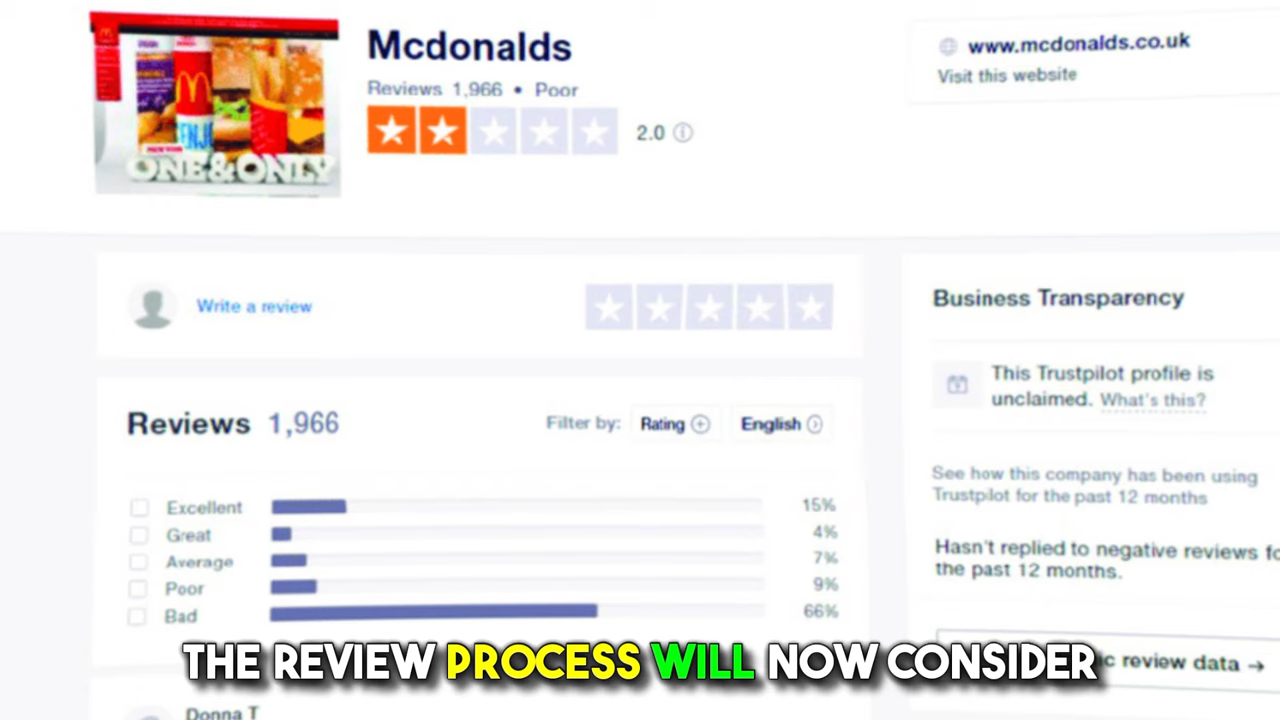 Mcdonalds
Reviews 1,966 • Poor
2.0
www.mcdonalds.co.uk
Visit this website
ONE & ONLY
Write a review
Business Transparency
This Trustpilot profile is
unclaimed. What's this?
Reviews 1,966
Filter by: Rating English
See how this company has been using
Trustpilot for the past 12 months
Excellent 15%
Great 4%
Average 7%
Poor 9%
Bad 66%
Hasn't replied to negative reviews fo
the past 12 months.
THE REVIEW PROCESS WILL NOW CONSIDER
review data →
Donna T